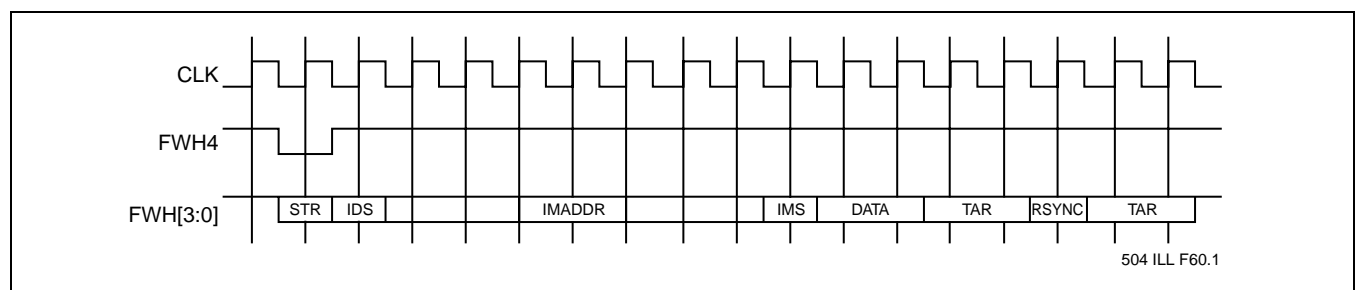 CLK
FWH4
FWH[3:0] STR IDS IMADDR IMS DATA TAR RSYNC TAR
504 ILL F60.1